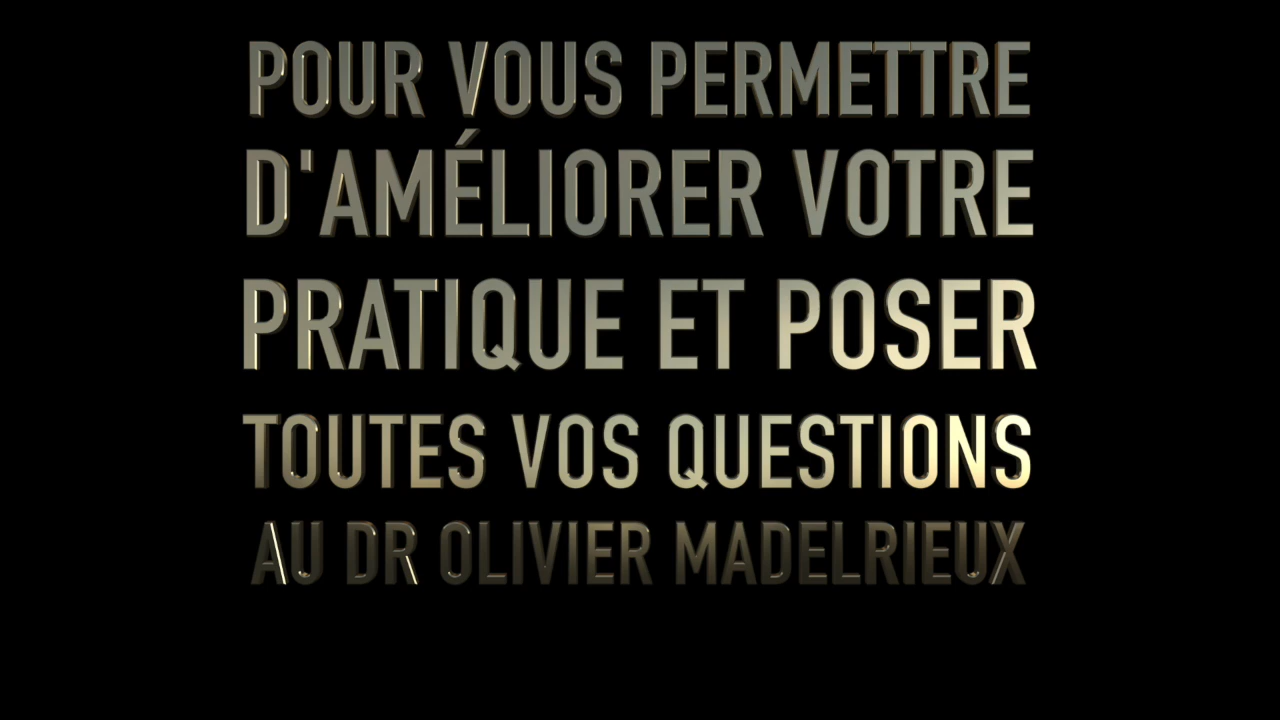 POUR VOUS PERMETTRE
D'AMÉLIORER VOTRE
PRATIQUE ET POSER
TOUTES VOS QUESTIONS
AU DR OLIVIER MADELRIEUX